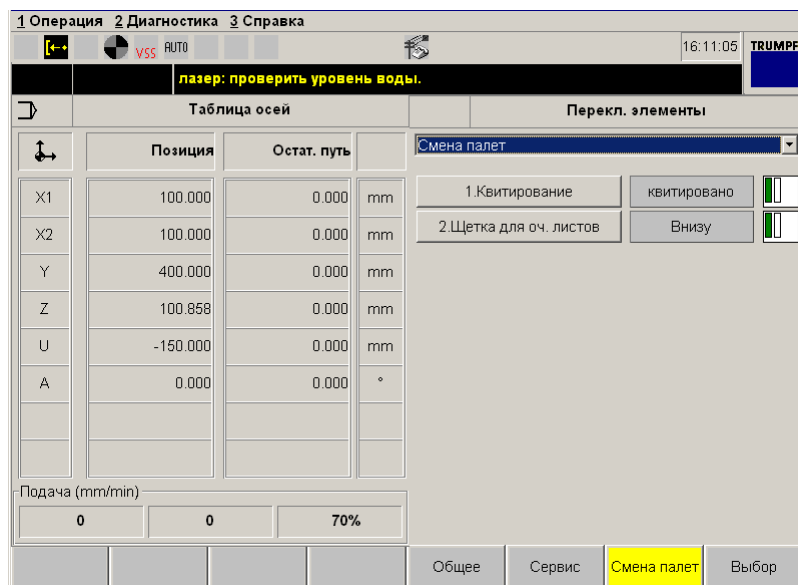 1 Операция 2 Диагностика 3 Справка
VSS AUTO 16:11:05 TRUMPF
лазер: проверить уровень воды.
Таблица осей Перекл. элементы
Позиция Остат. путь Смена палет
X1 100.000 0.000 mm 1.Квитирование квитировано
X2 100.000 0.000 mm 2.Щетка для оч. листов Внизу
Y 400.000 0.000 mm
Z 100.858 0.000 mm
U -150.000 0.000 mm
A 0.000 0.000 °
Подача (mm/min)
0 0 70%
Общее Сервис Смена палет Выбор